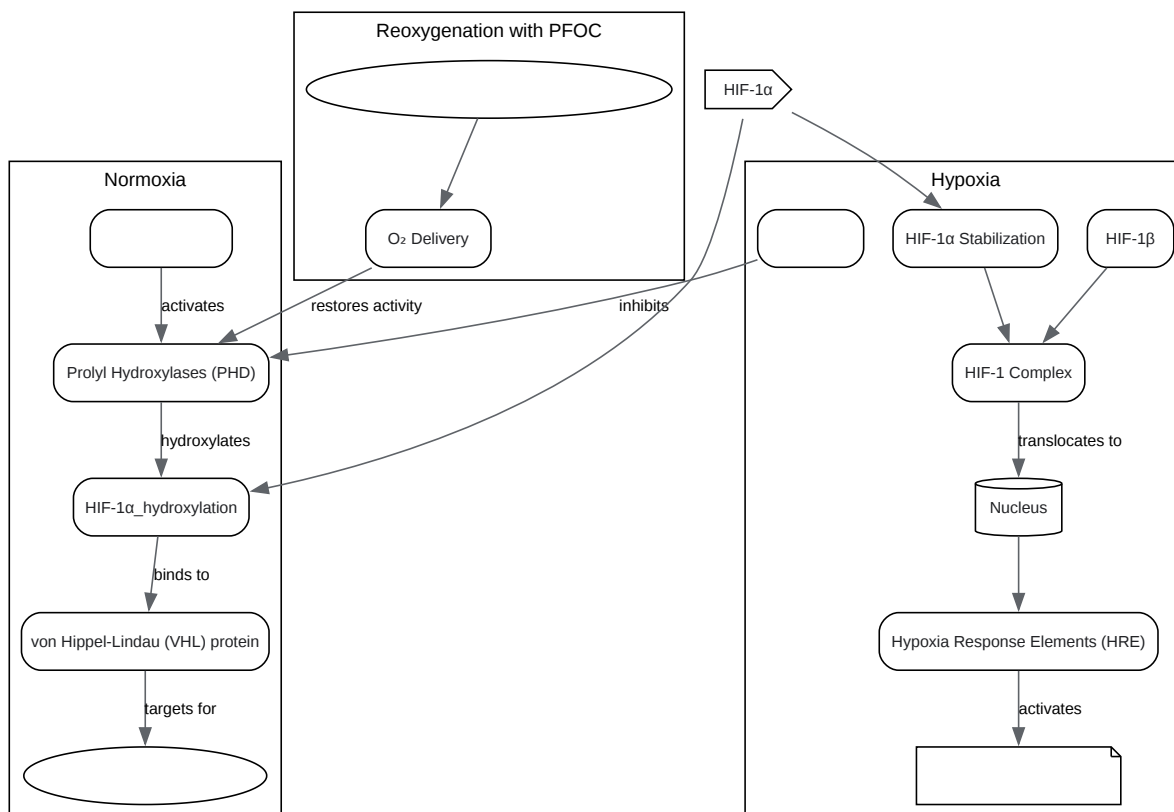 Reoxygenation with PFOC
HIF-1α
Normoxia
Hypoxia
O₂ Delivery
HIF-1α Stabilization
HIF-1β
activates
restores activity
inhibits
Prolyl Hydroxylases (PHD)
HIF-1 Complex
hydroxylates
translocates to
HIF-1α_hydroxylation
Nucleus
binds to
von Hippel-Lindau (VHL) protein
Hypoxia Response Elements (HRE)
targets for
activates